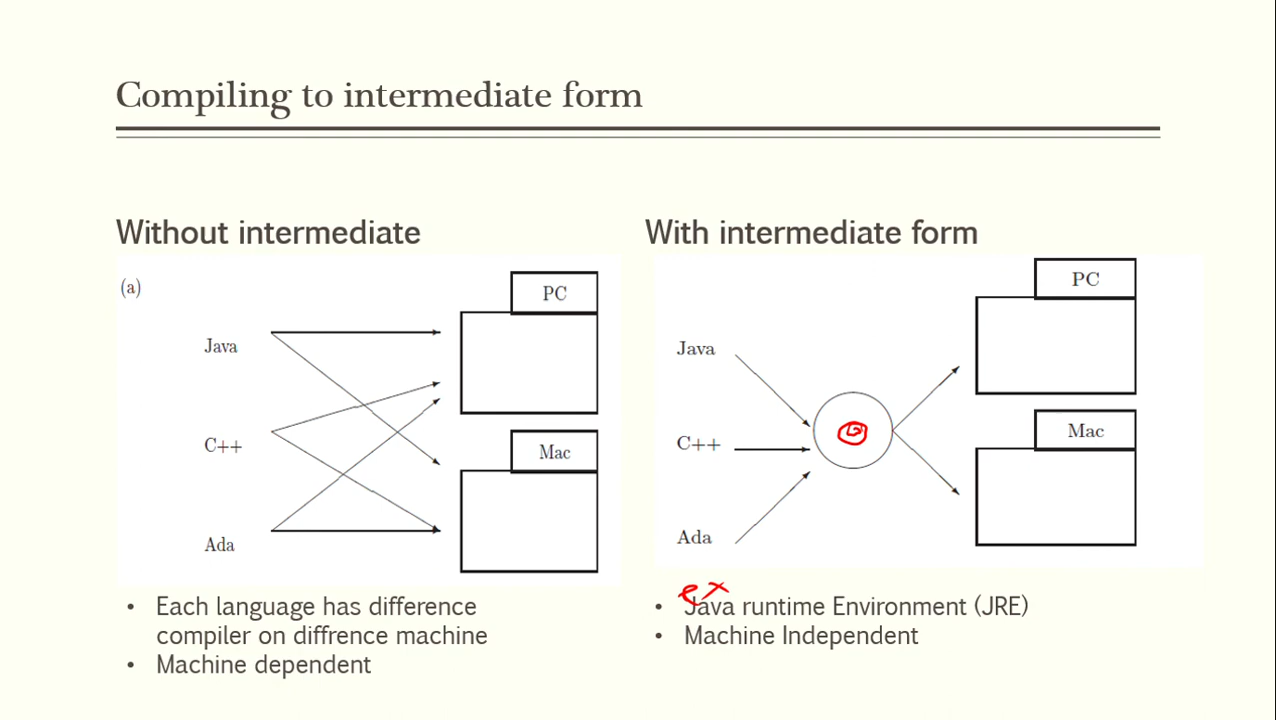 Compiling to intermediate form
Without intermediate
(a)
PC
Java
C++
Mac
Ada
• Each language has difference
compiler on diffrence machine
• Machine dependent
With intermediate form
PC
Java
C++
Mac
Ada
ex
• Java runtime Environment (JRE)
• Machine Independent